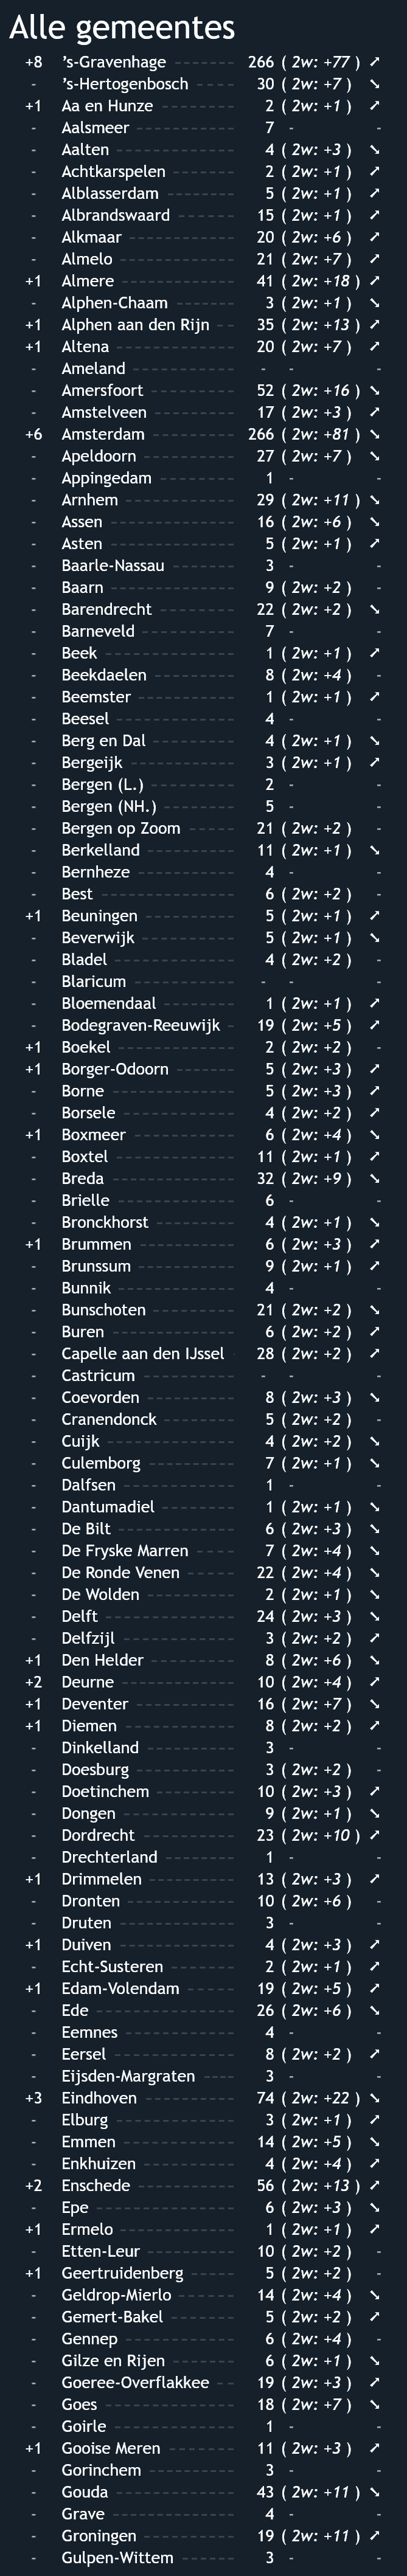 Alle gemeentes
+8 ’s-Gravenhage 266 ( 2w: +77 ) ↗
- ’s-Hertogenbosch 30 ( 2w: +7 ) ↘
+1 Aa en Hunze 2 ( 2w: +1 ) ↗
- Aalsmeer 7 - -
- Aalten 4 ( 2w: +3 ) ↘
- Achtkarspelen 2 ( 2w: +1 ) ↗
- Alblasserdam 5 ( 2w: +1 ) ↗
- Albrandswaard 15 ( 2w: +1 ) ↗
- Alkmaar 20 ( 2w: +6 ) ↗
- Almelo 21 ( 2w: +7 ) ↗
+1 Almere 41 ( 2w: +18 ) ↗
- Alphen-Chaam 3 ( 2w: +1 ) ↘
+1 Alphen aan den Rijn 35 ( 2w: +13 ) ↗
+1 Altena 20 ( 2w: +7 ) ↗
- Ameland - - -
- Amersfoort 52 ( 2w: +16 ) ↘
- Amstelveen 17 ( 2w: +3 ) ↗
+6 Amsterdam 266 ( 2w: +81 ) ↘
- Apeldoorn 27 ( 2w: +7 ) ↘
- Appingedam 1 - -
- Arnhem 29 ( 2w: +11 ) ↘
- Assen 16 ( 2w: +6 ) ↘
- Asten 5 ( 2w: +1 ) ↗
- Baarle-Nassau 3 - -
- Baarn 9 ( 2w: +2 ) -
- Barendrecht 22 ( 2w: +2 ) ↘
- Barneveld 7 - -
- Beek 1 ( 2w: +1 ) ↗
- Beekdaelen 8 ( 2w: +4 ) -
- Beemster 1 ( 2w: +1 ) ↗
- Beesel 4 - -
- Berg en Dal 4 ( 2w: +1 ) ↘
- Bergeijk 3 ( 2w: +1 ) ↗
- Bergen (L.) 2 - -
- Bergen (NH.) 5 - -
- Bergen op Zoom 21 ( 2w: +2 ) -
- Berkelland 11 ( 2w: +1 ) ↘
- Bernheze 4 - -
- Best 6 ( 2w: +2 ) -
+1 Beuningen 5 ( 2w: +1 ) ↗
- Beverwijk 5 ( 2w: +1 ) ↘
- Bladel 4 ( 2w: +2 ) -
- Blaricum - - -
- Bloemendaal 1 ( 2w: +1 ) ↗
- Bodegraven-Reeuwijk 19 ( 2w: +5 ) ↗
+1 Boekel 2 ( 2w: +2 ) -
+1 Borger-Odoorn 5 ( 2w: +3 ) ↗
- Borne 5 ( 2w: +3 ) ↗
- Borsele 4 ( 2w: +2 ) ↗
+1 Boxmeer 6 ( 2w: +4 ) ↘
- Boxtel 11 ( 2w: +1 ) ↗
- Breda 32 ( 2w: +9 ) ↘
- Brielle 6 - -
- Bronckhorst 4 ( 2w: +1 ) ↘
+1 Brummen 6 ( 2w: +3 ) ↗
- Brunssum 9 ( 2w: +1 ) ↗
- Bunnik 4 - -
- Bunschoten 21 ( 2w: +2 ) ↘
- Buren 6 ( 2w: +2 ) ↗
- Capelle aan den IJssel 28 ( 2w: +2 ) ↗
- Castricum - - -
- Coevorden 8 ( 2w: +3 ) ↘
- Cranendonck 5 ( 2w: +2 ) -
- Cuijk 4 ( 2w: +2 ) ↘
- Culemborg 7 ( 2w: +1 ) ↘
- Dalfsen 1 - -
- Dantumadiel 1 ( 2w: +1 ) ↘
- De Bilt 6 ( 2w: +3 ) ↘
- De Fryske Marren 7 ( 2w: +4 ) ↘
- De Ronde Venen 22 ( 2w: +4 ) ↘
- De Wolden 2 ( 2w: +1 ) ↘
- Delft 24 ( 2w: +3 ) ↘
- Delfzijl 3 ( 2w: +2 ) ↗
+1 Den Helder 8 ( 2w: +6 ) ↘
+2 Deurne 10 ( 2w: +4 ) ↗
+1 Deventer 16 ( 2w: +7 ) ↘
+1 Diemen 8 ( 2w: +2 ) ↗
- Dinkelland 3 - -
- Doesburg 3 ( 2w: +2 ) -
- Doetinchem 10 ( 2w: +3 ) ↗
- Dongen 9 ( 2w: +1 ) ↘
- Dordrecht 23 ( 2w: +10 ) ↗
- Drechterland 1 - -
+1 Drimmelen 13 ( 2w: +3 ) ↗
- Dronten 10 ( 2w: +6 ) -
- Druten 3 - -
+1 Duiven 4 ( 2w: +3 ) ↗
- Echt-Susteren 2 ( 2w: +1 ) ↗
+1 Edam-Volendam 19 ( 2w: +5 ) ↗
- Ede 26 ( 2w: +6 ) ↘
- Eemnes 4 - -
- Eersel 8 ( 2w: +2 ) ↗
- Eijsden-Margraten 3 - -
+3 Eindhoven 74 ( 2w: +22 ) ↘
- Elburg 3 ( 2w: +1 ) ↗
- Emmen 14 ( 2w: +5 ) ↘
- Enkhuizen 4 ( 2w: +4 ) ↗
+2 Enschede 56 ( 2w: +13 ) ↗
- Epe 6 ( 2w: +3 ) ↘
+1 Ermelo 1 ( 2w: +1 ) ↗
- Etten-Leur 10 ( 2w: +2 ) -
+1 Geertruidenberg 5 ( 2w: +2 ) -
- Geldrop-Mierlo 14 ( 2w: +4 ) ↘
- Gemert-Bakel 5 ( 2w: +2 ) ↗
- Gennep 6 ( 2w: +4 ) -
- Gilze en Rijen 6 ( 2w: +1 ) ↘
- Goeree-Overflakkee 19 ( 2w: +3 ) ↗
- Goes 18 ( 2w: +7 ) ↘
- Goirle 1 - -
+1 Gooise Meren 11 ( 2w: +3 ) ↗
- Gorinchem 3 - -
- Gouda 43 ( 2w: +11 ) ↘
- Grave 4 - -
- Groningen 19 ( 2w: +11 ) ↗
- Gulpen-Wittem 3 - -